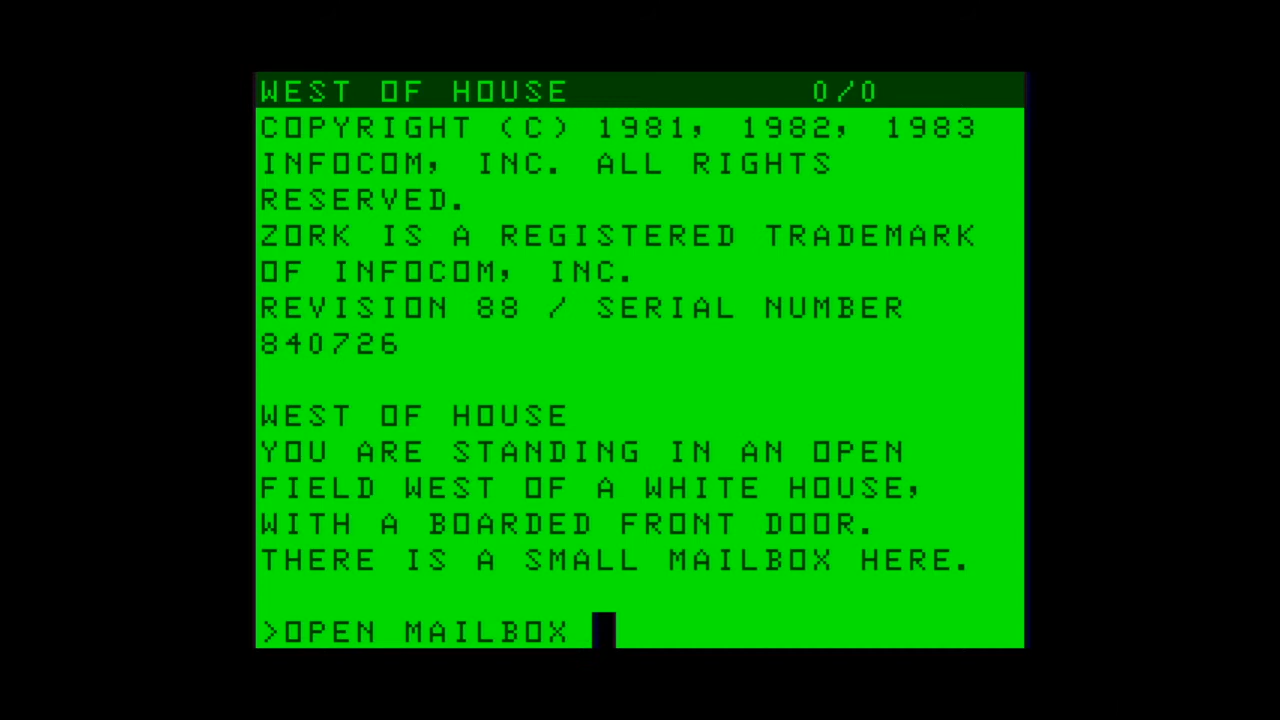 WEST OF HOUSE 0/0
COPYRIGHT (C) 1981, 1982, 1983
INFOCOM, INC. ALL RIGHTS
RESERVED.
ZORK IS A REGISTERED TRADEMARK
OF INFOCOM, INC.
REVISION 88 / SERIAL NUMBER
840726
WEST OF HOUSE
YOU ARE STANDING IN AN OPEN
FIELD WEST OF A WHITE HOUSE,
WITH A BOARDED FRONT DOOR.
THERE IS A SMALL MAILBOX HERE.
>OPEN MAILBOX